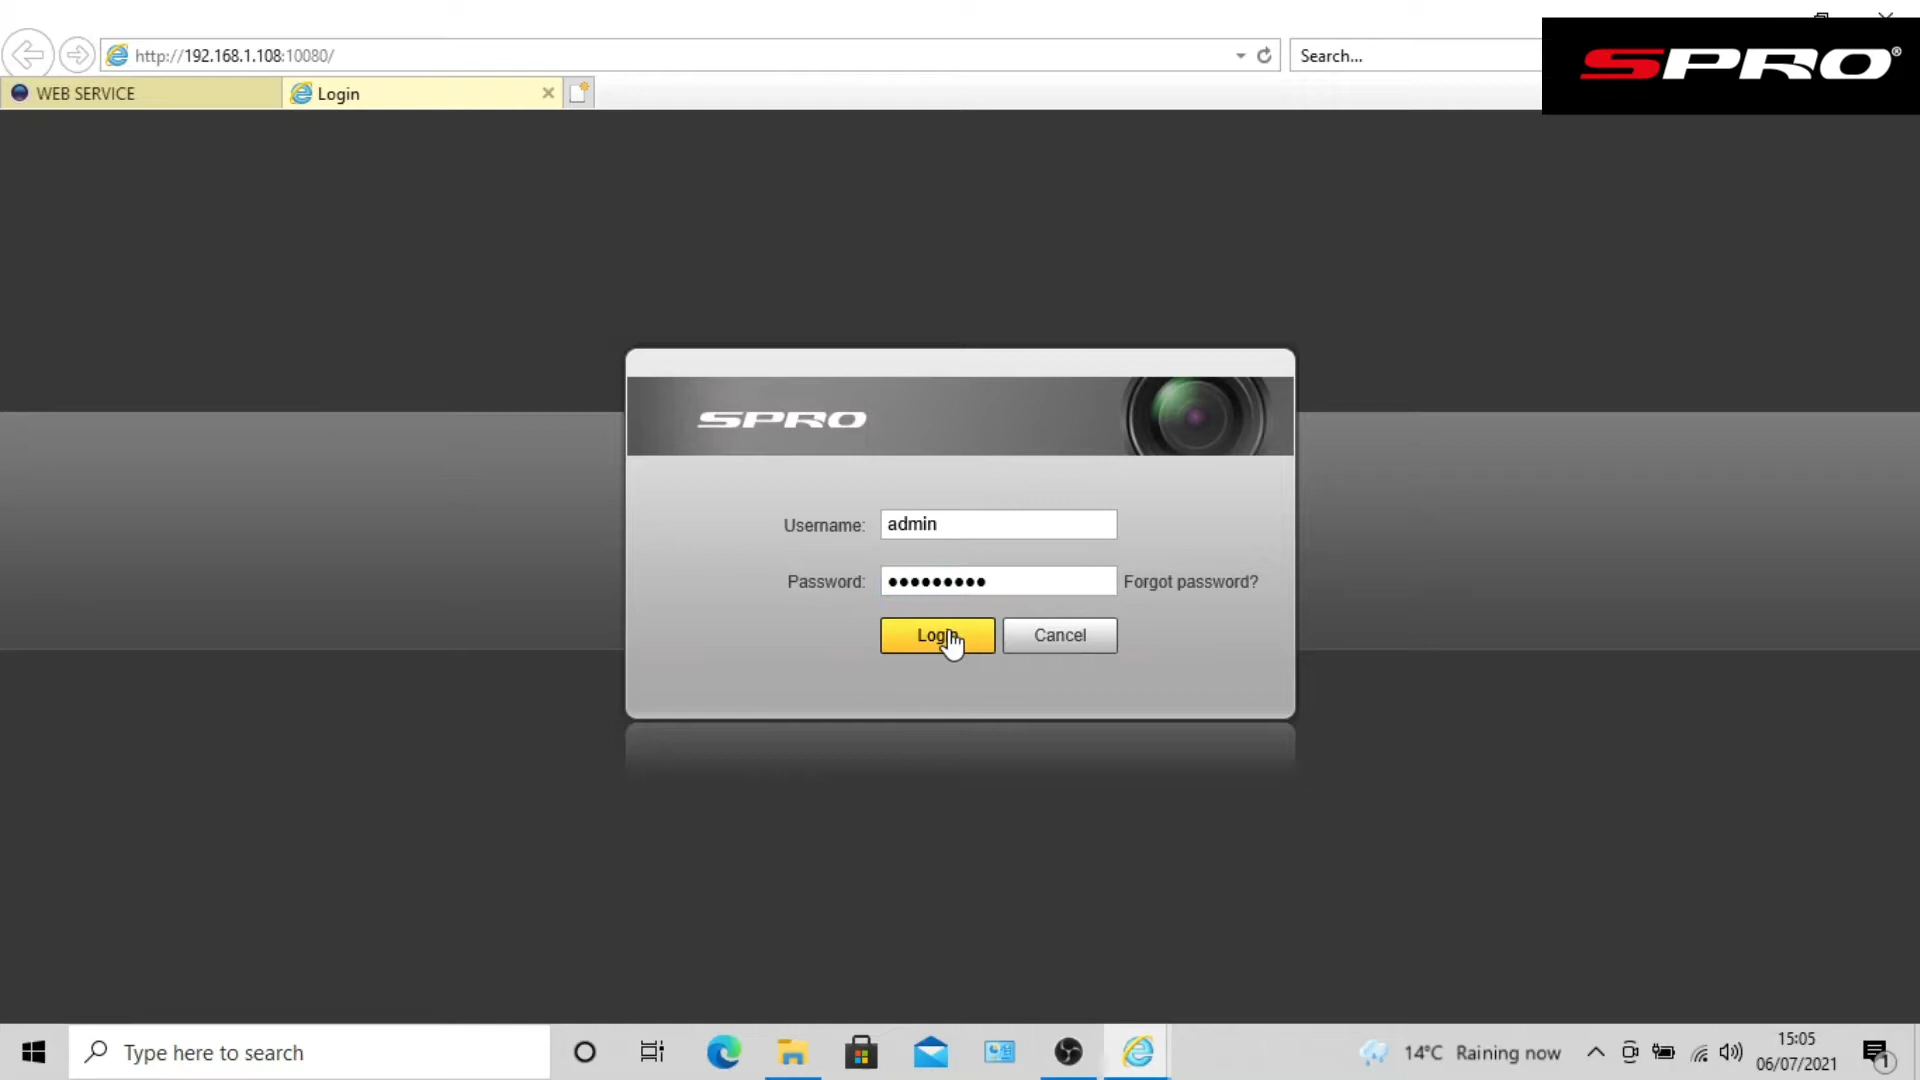 http://192.168.1.108:10080/
Search...
SPRO®
WEB SERVICE
Login
SPRO
Username: admin
Password: ●●●●●●●●● Forgot password?
Login Cancel
Type here to search
14°C Raining now
15:05
06/07/2021
1